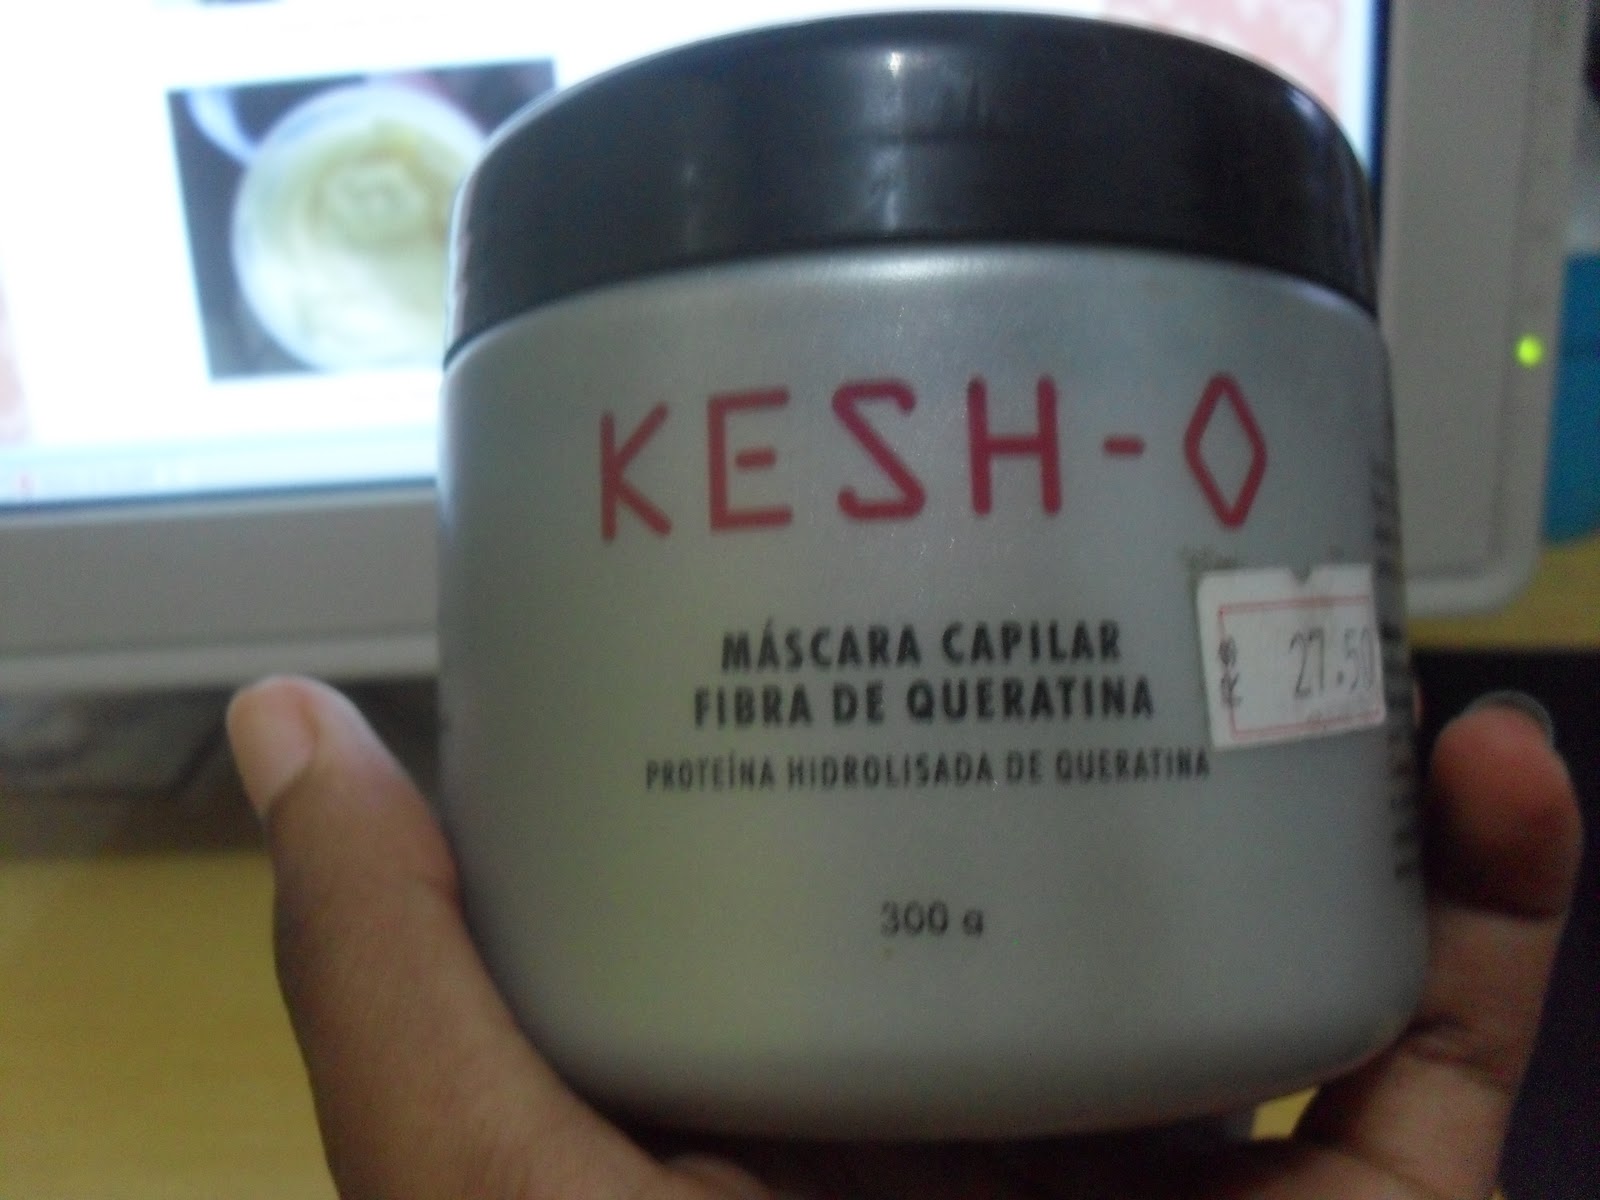 KESH-O
MÁSCARA CAPILAR
FIBRA DE QUERATINA
PROTEÍNA HIDROLISADA DE QUERATINA
27.50
300 g